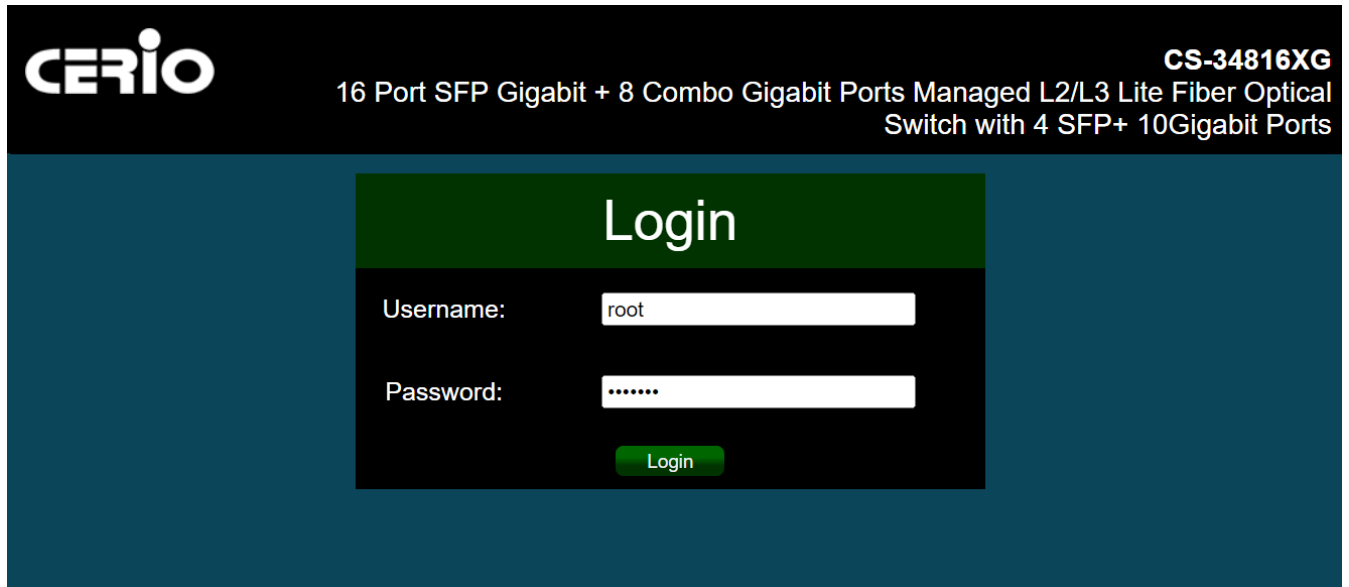 CERIO
CS-34816XG
16 Port SFP Gigabit + 8 Combo Gigabit Ports Managed L2/L3 Lite Fiber Optical
Switch with 4 SFP+ 10Gigabit Ports
Login
Username: root
Password: •••••••
Login